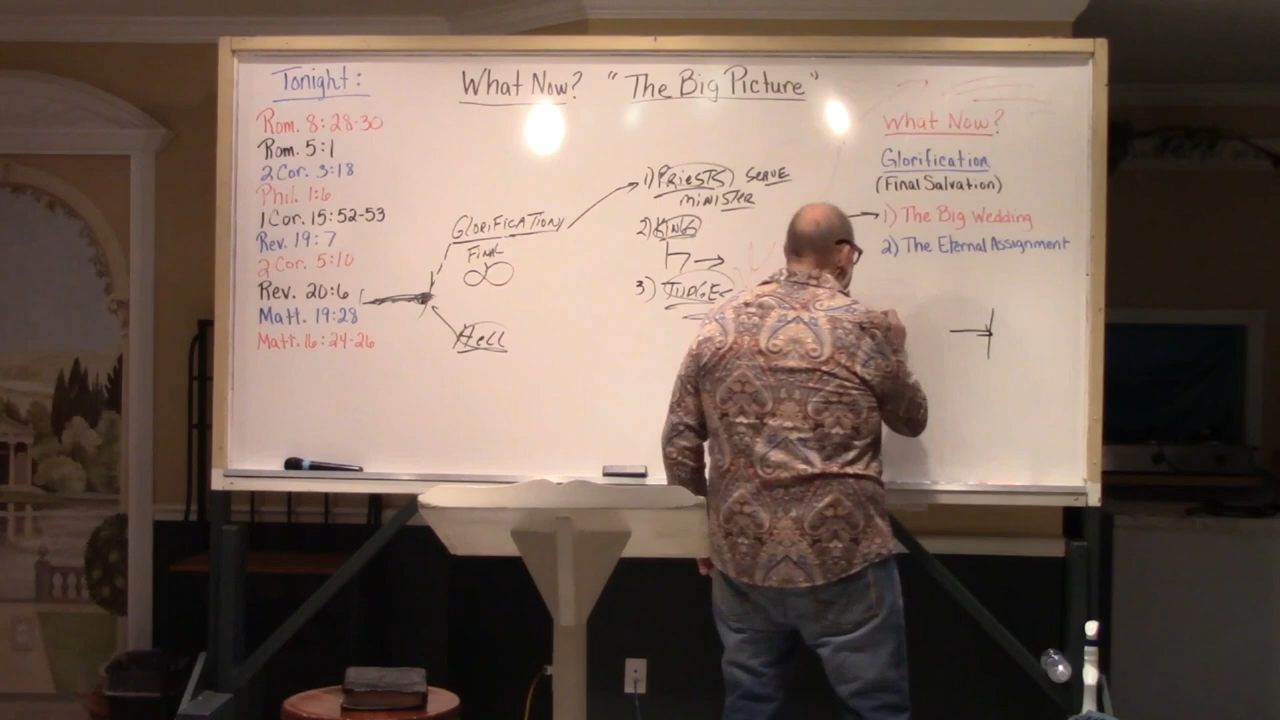 Tonight:
Rom. 8:28-30
Rom. 5:1
2 Cor. 3:18
Phil. 1:6
1 Cor. 15:52-53
Rev. 19:7
2 Cor. 5:10
Rev. 20:6
Matt. 19:28
Matt. 16:24-26
What Now? "The Big Picture"
GLORIFICATION
FINAL
Hell
1) PRIESTS SERVE
MINISTER
2) KINGS
3) JUDGES
What Now?
Glorification
(Final Salvation)
1) The Big Wedding
2) The Eternal Assignment